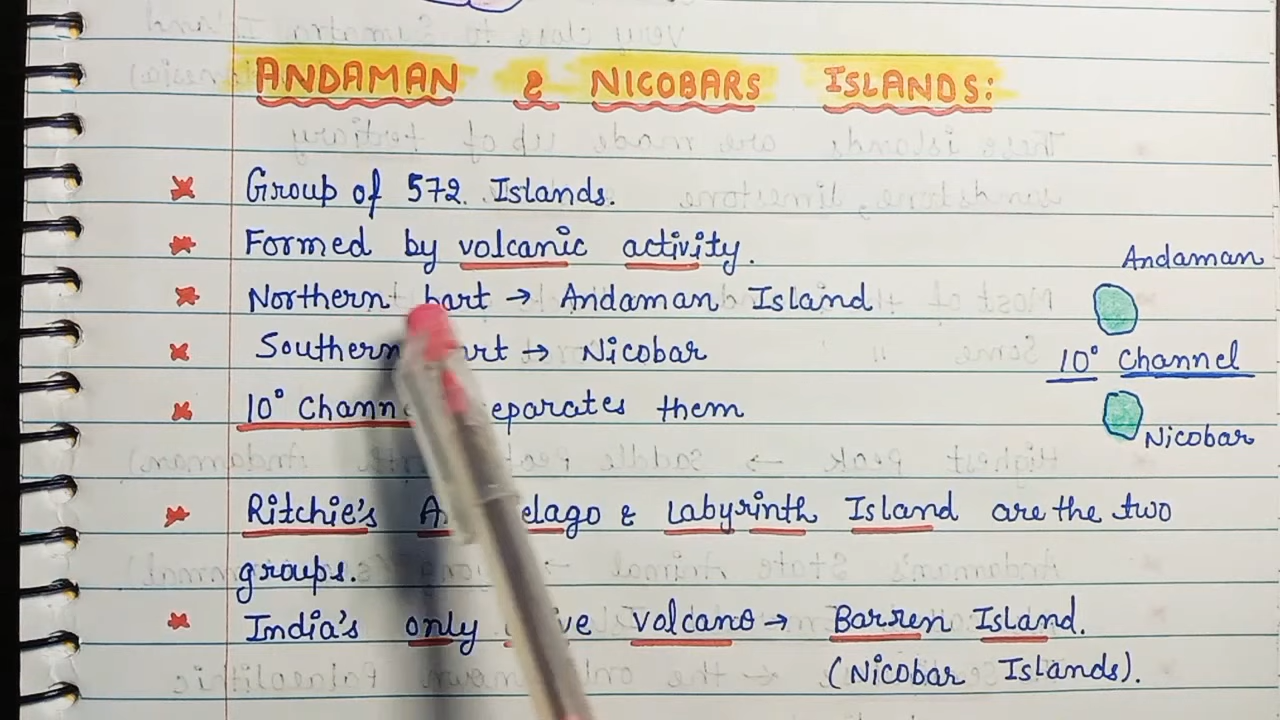 ANDAMAN & NICOBARS ISLANDS:
Group of 572 Islands.
Formed by volcanic activity.
Northern part → Andaman Island
Southern → Nicobar
10° separates them
Ritchie's & Labyrinth Island are the two
groups.
India's only volcano → Barren Island.
(Nicobar Islands).
Andaman
10° Channel
Nicobar